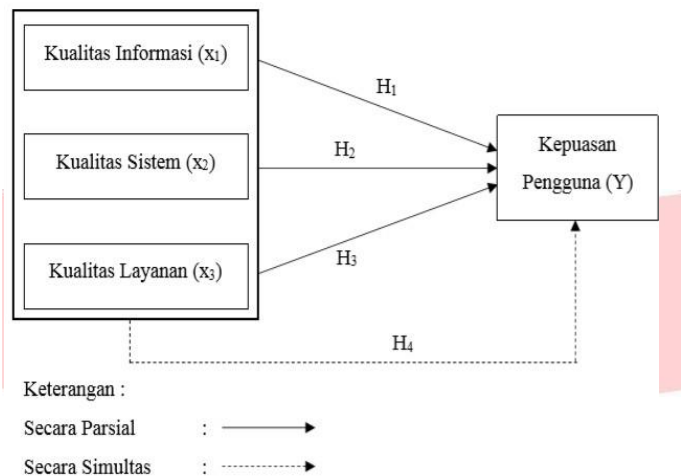 Kualitas Informasi (x₁)
H₁
Kualitas Sistem (x₂)
H₂
Kepuasan
Pengguna (Y)
Kualitas Layanan (x₃)
H₃
H₄
Keterangan :
Secara Parsial :
Secara Simultas :